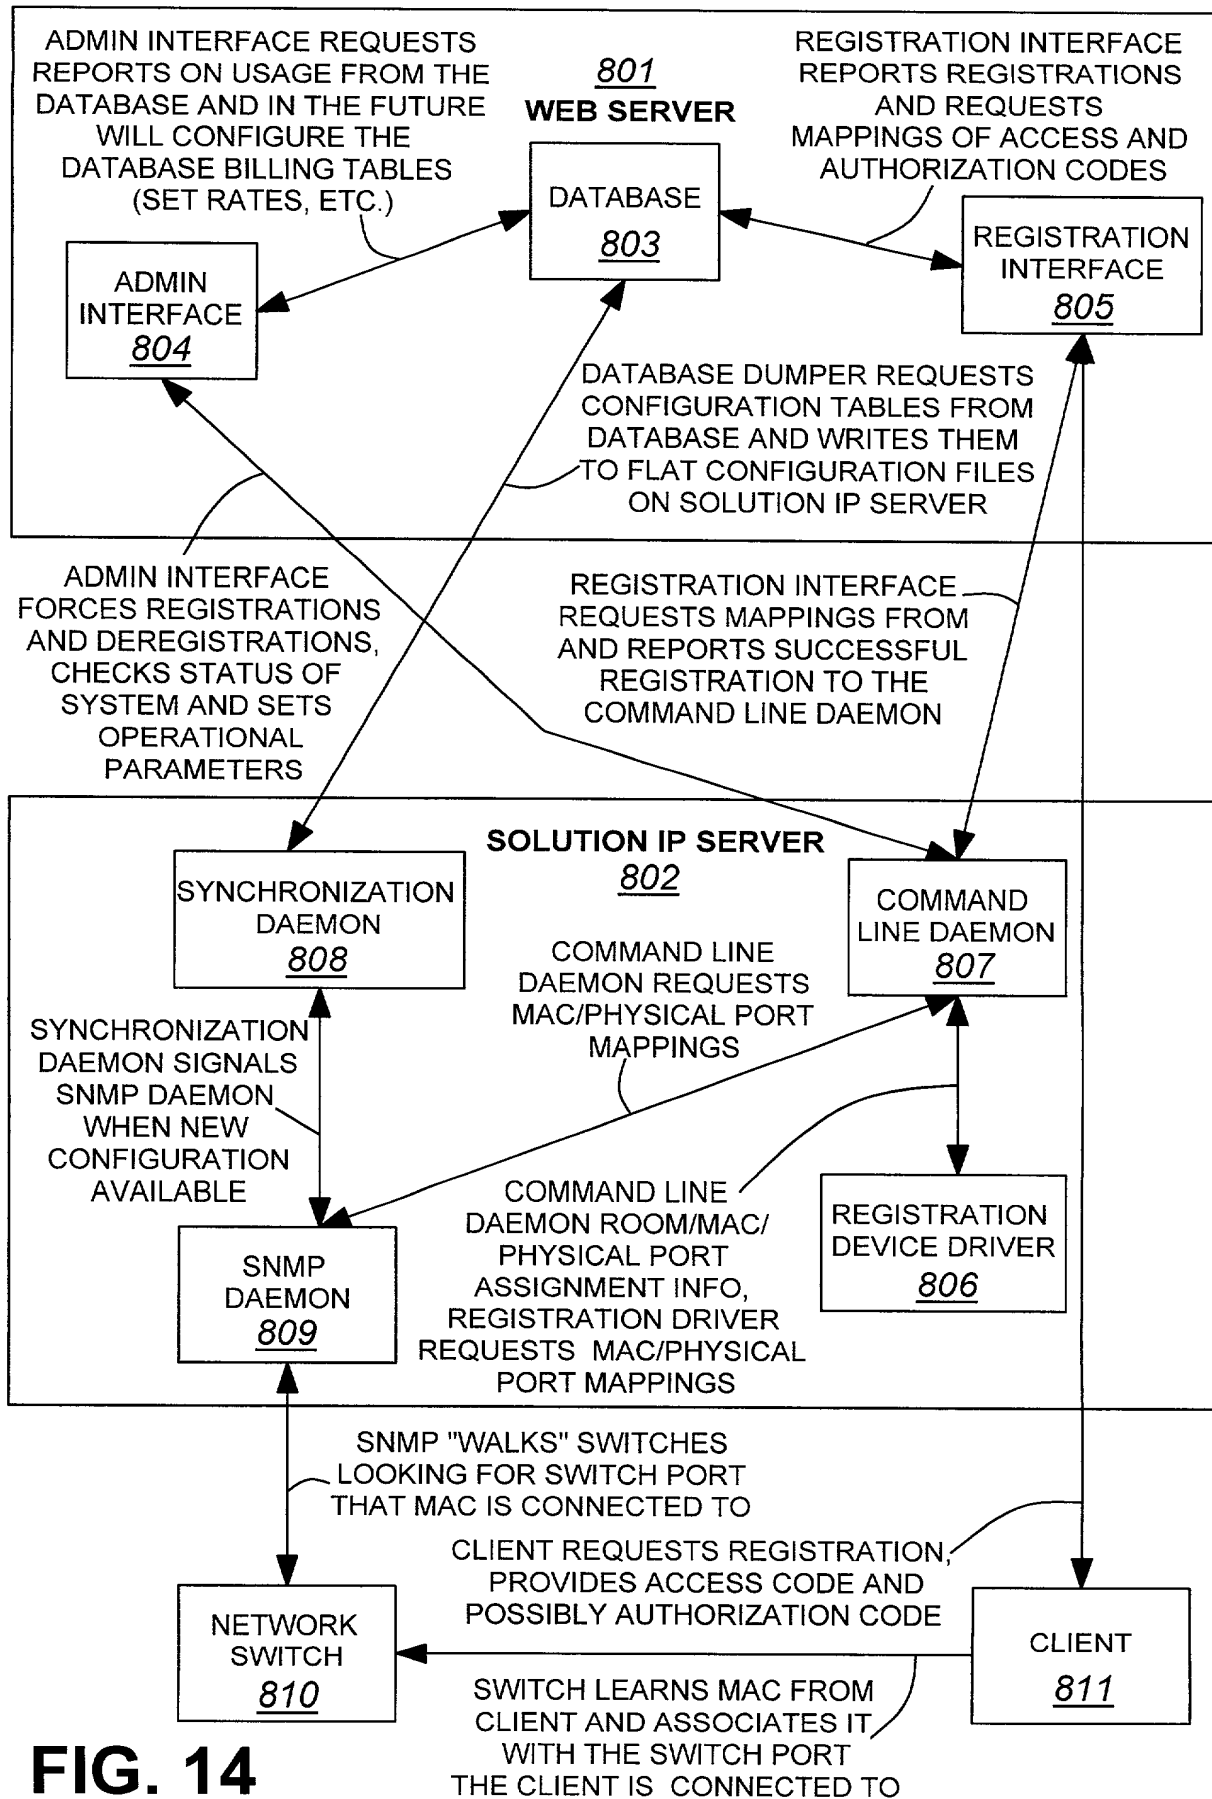 ADMIN INTERFACE REQUESTS
REPORTS ON USAGE FROM THE
DATABASE AND IN THE FUTURE
WILL CONFIGURE THE
DATABASE BILLING TABLES
(SET RATES, ETC.)
801
WEB SERVER
REGISTRATION INTERFACE
REPORTS REGISTRATIONS
AND REQUESTS
MAPPINGS OF ACCESS AND
AUTHORIZATION CODES
DATABASE
803
REGISTRATION
INTERFACE
805
ADMIN
INTERFACE
804
DATABASE DUMPER REQUESTS
CONFIGURATION TABLES FROM
DATABASE AND WRITES THEM
TO FLAT CONFIGURATION FILES
ON SOLUTION IP SERVER
ADMIN INTERFACE
FORCES REGISTRATIONS
AND DEREGISTRATIONS,
CHECKS STATUS OF
SYSTEM AND SETS
OPERATIONAL
PARAMETERS
REGISTRATION INTERFACE
REQUESTS MAPPINGS FROM
AND REPORTS SUCCESSFUL
REGISTRATION TO THE
COMMAND LINE DAEMON
SOLUTION IP SERVER
802
SYNCHRONIZATION
DAEMON
808
COMMAND
LINE DAEMON
807
COMMAND LINE
DAEMON REQUESTS
MAC/PHYSICAL PORT
MAPPINGS
SYNCHRONIZATION
DAEMON SIGNALS
SNMP DAEMON
WHEN NEW
CONFIGURATION
AVAILABLE
COMMAND LINE
DAEMON ROOM/MAC/
PHYSICAL PORT
ASSIGNMENT INFO,
REGISTRATION DRIVER
REQUESTS MAC/PHYSICAL
PORT MAPPINGS
REGISTRATION
DEVICE DRIVER
806
SNMP
DAEMON
809
SNMP "WALKS" SWITCHES
LOOKING FOR SWITCH PORT
THAT MAC IS CONNECTED TO
CLIENT REQUESTS REGISTRATION,
PROVIDES ACCESS CODE AND
POSSIBLY AUTHORIZATION CODE
NETWORK
SWITCH
810
CLIENT
811
SWITCH LEARNS MAC FROM
CLIENT AND ASSOCIATES IT
WITH THE SWITCH PORT
THE CLIENT IS CONNECTED TO
FIG. 14